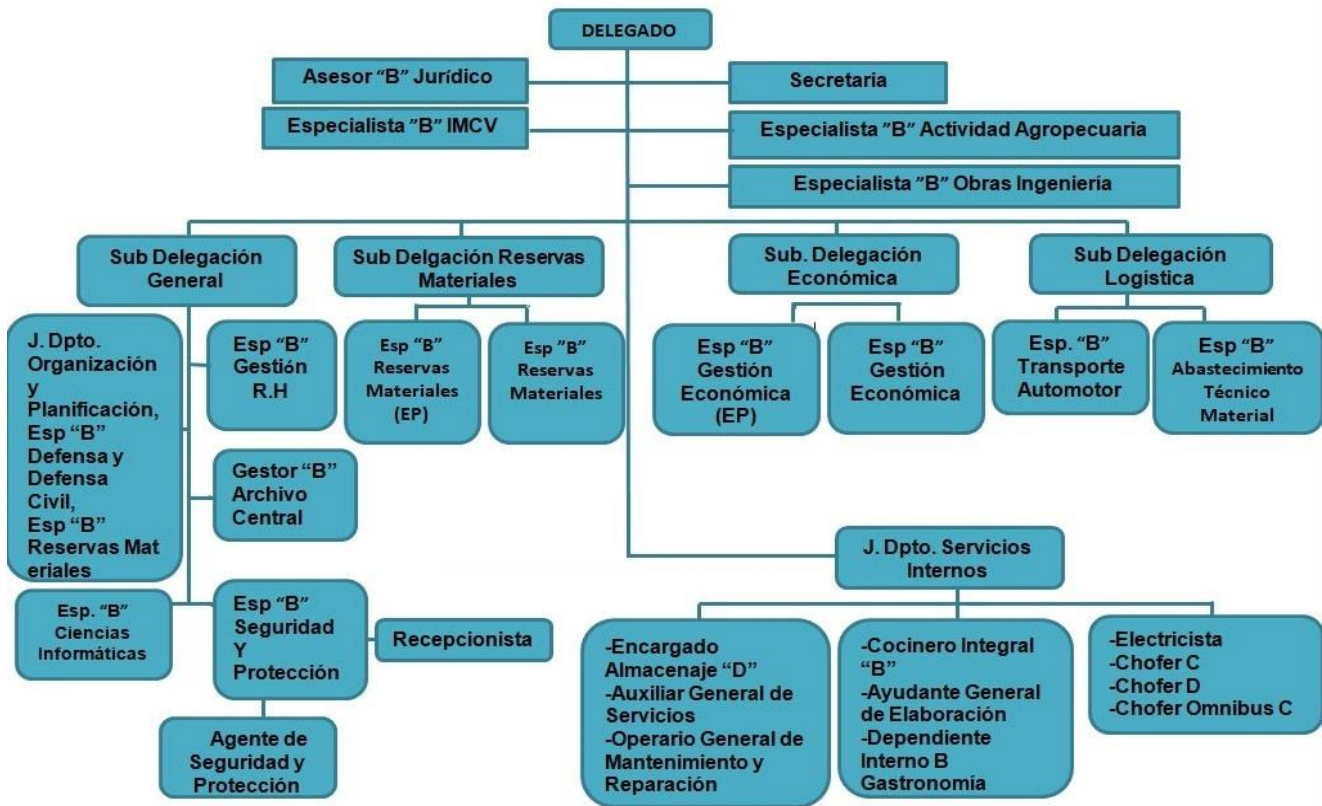 DELEGADO
Asesor “B” Jurídico
Secretaria
Especialista ”B” IMCV
Especialista "B" Actividad Agropecuaria
Especialista "B” Obras Ingeniería
Sub Delegación
General
Sub Delgación Reservas
Materiales
Sub. Delegación
Económica
Sub Delegación
Logística
J. Dpto.
Organización
y
Planificación,
Esp “B”
Defensa y
Defensa
Civil,
Esp “B”
Reservas Mat
eriales
Esp “B”
Gestión
R.H
Esp “B”
Reservas
Materiales
(EP)
Esp "B"
Reservas
Materiales
Esp “B”
Gestión
Económica
(EP)
Esp “B”
Gestión
Económica
Esp. “B”
Transporte
Automotor
Esp “B”
Abastecimiento
Técnico
Material
Gestor “B”
Archivo
Central
J. Dpto. Servicios
Internos
Esp. “B”
Ciencias
Informáticas
Esp “B”
Seguridad
Y
Protección
Recepcionista
Agente de
Seguridad y
Protección
-Encargado
Almacenaje “D”
-Auxiliar General de
Servicios
-Operario General de
Mantenimiento y
Reparación
-Cocinero Integral
“B”
-Ayudante General
de Elaboración
-Dependiente
Interno B
Gastronomía
-Electricista
-Chofer C
-Chofer D
-Chofer Omnibus C